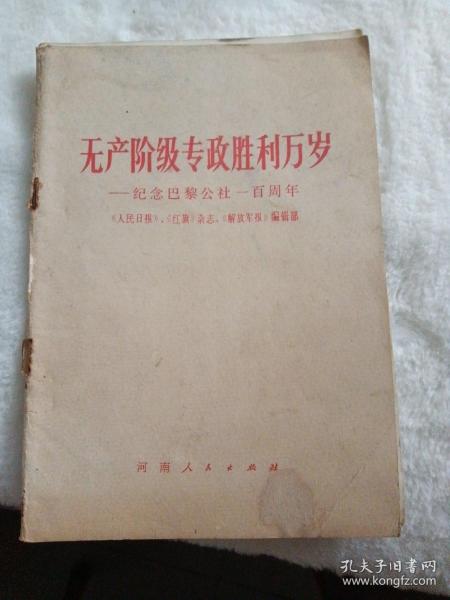 无产阶级专政胜利万岁
——纪念巴黎公社一百周年
《人民日报》、《红旗》杂志、《解放军报》编辑部
河南人民出版社
孔夫子旧书网
www.kongfz.com